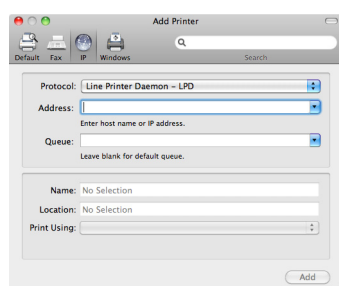 Add Printer
Default Fax IP Windows Search
Protocol: Line Printer Daemon – LPD
Address:
Enter host name or IP address.
Queue:
Leave blank for default queue.
Name: No Selection
Location: No Selection
Print Using:
Add